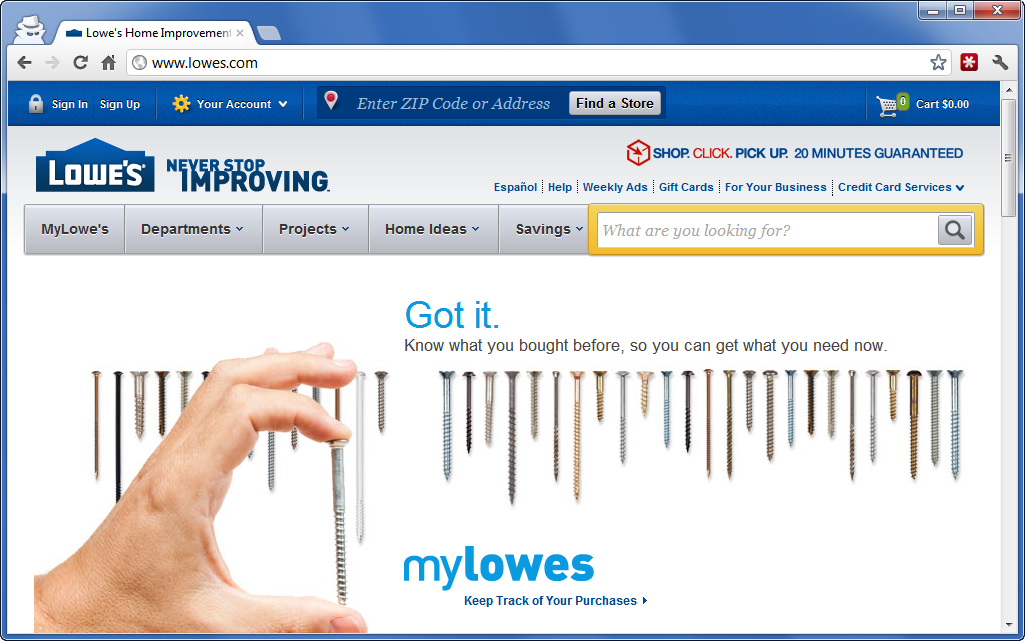 Lowe's Home Improvement
www.lowes.com
Sign In Sign Up Your Account Enter ZIP Code or Address Find a Store 0 Cart $0.00
LOWE'S NEVER STOP IMPROVING
SHOP. CLICK. PICK UP. 20 MINUTES GUARANTEED
Español Help Weekly Ads Gift Cards For Your Business Credit Card Services
MyLowe's Departments Projects Home Ideas Savings What are you looking for?
Got it.
Know what you bought before, so you can get what you need now.
mylowes
Keep Track of Your Purchases